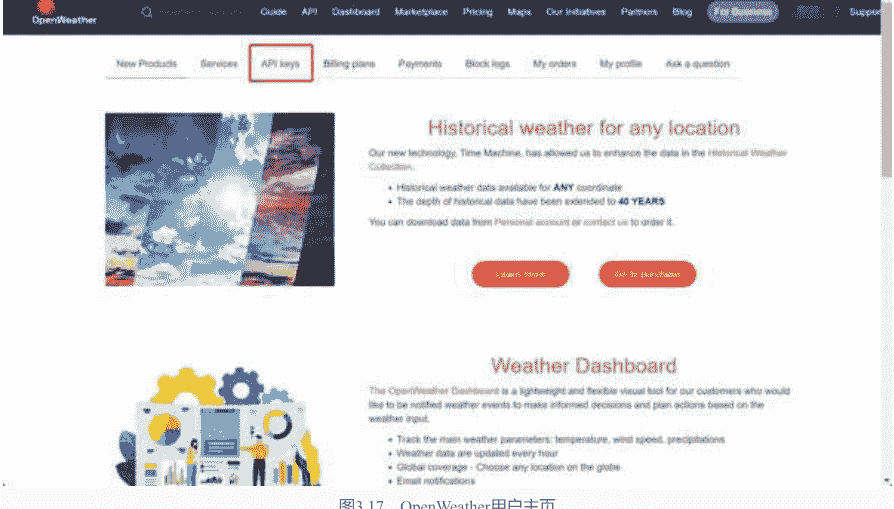 OpenWeather
Guide API Dashboard Marketplace Pricing Maps Our Initiatives Partners Blog For Business Support
New Products Services API keys Billing plans Payments Block logs My orders My profile Ask a question
Historical weather for any location
Our new technology, Time Machine, has allowed us to enhance the data in the Historical Weather
Collection.
• Historical weather data available for ANY coordinate
• The depth of historical data have been extended to 40 YEARS
You can download data from Personal account or contact us to order it.
Weather Dashboard
The OpenWeather Dashboard is a lightweight and flexible visual tool for our customers who would
like to be notified weather events to make informed decisions and plan actions based on the
weather input.
• Track the main weather parameters: temperature, wind speed, precipitations
• Weather data are updated every hour
• Global coverage - Choose any location on the globe
• Email notifications
图3.17 OpenWeather用户主页